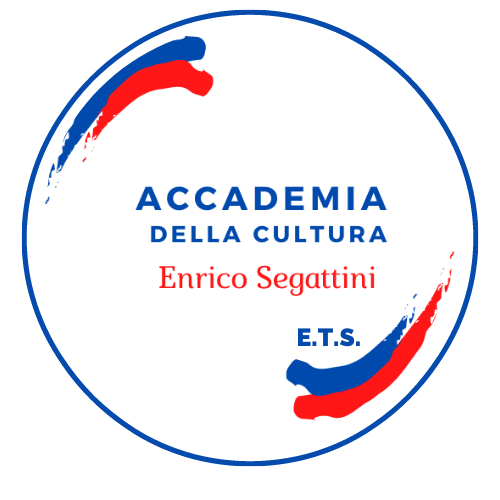 ACCADEMIA
DELLA CULTURA
Enrico Segattini
E.T.S.